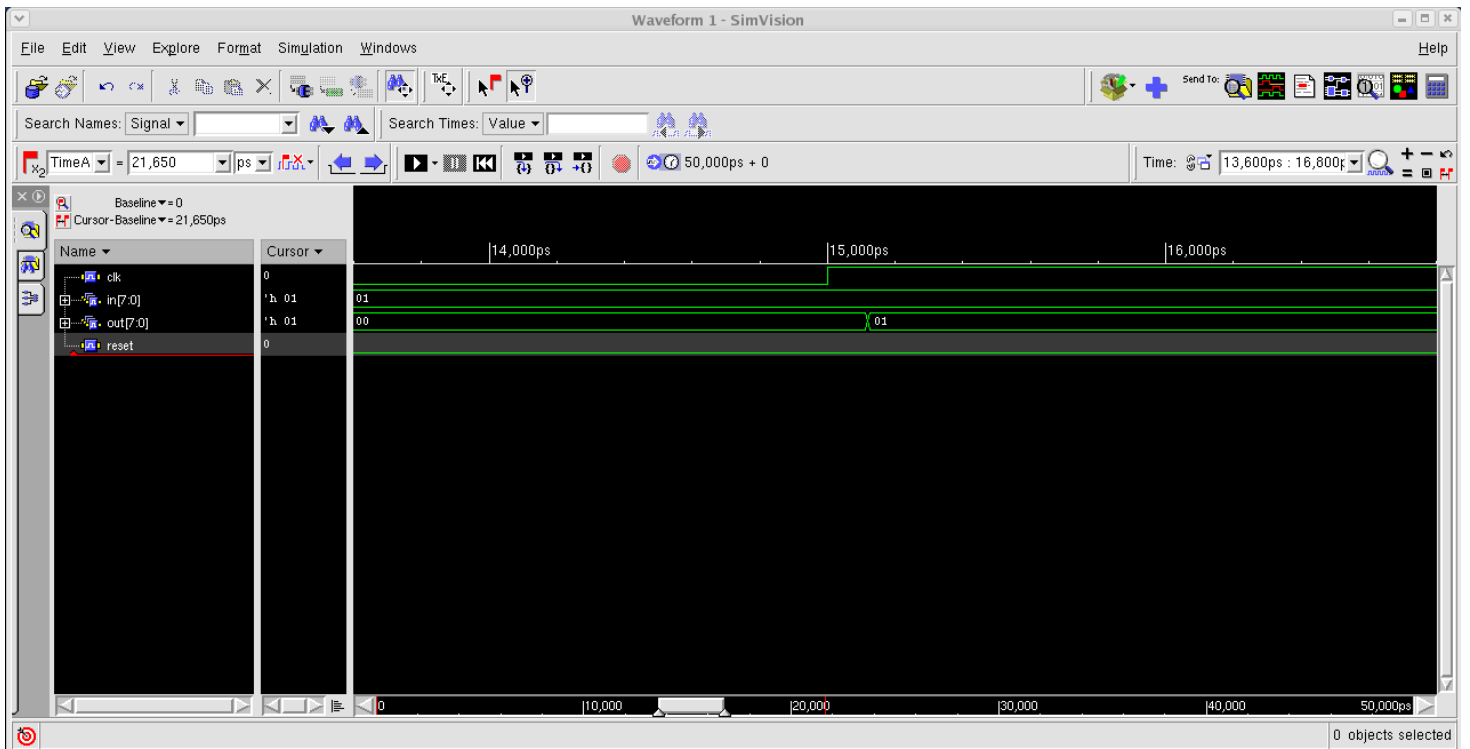 Waveform 1 - SimVision
File Edit View Explore Format Simulation Windows Help
TXE Send To:
Search Names: Signal Search Times: Value
TimeA = 21,650 ps 50,000ps + 0 Time: 13,600ps : 16,800p
Baseline = 0
Cursor-Baseline = 21,650ps
Name Cursor 14,000ps 15,000ps 16,000ps
clk 0
in[7:0] 'h 01 01
out[7:0] 'h 01 00 01
reset 0
0 10,000 20,000 30,000 40,000 50,000ps
0 objects selected